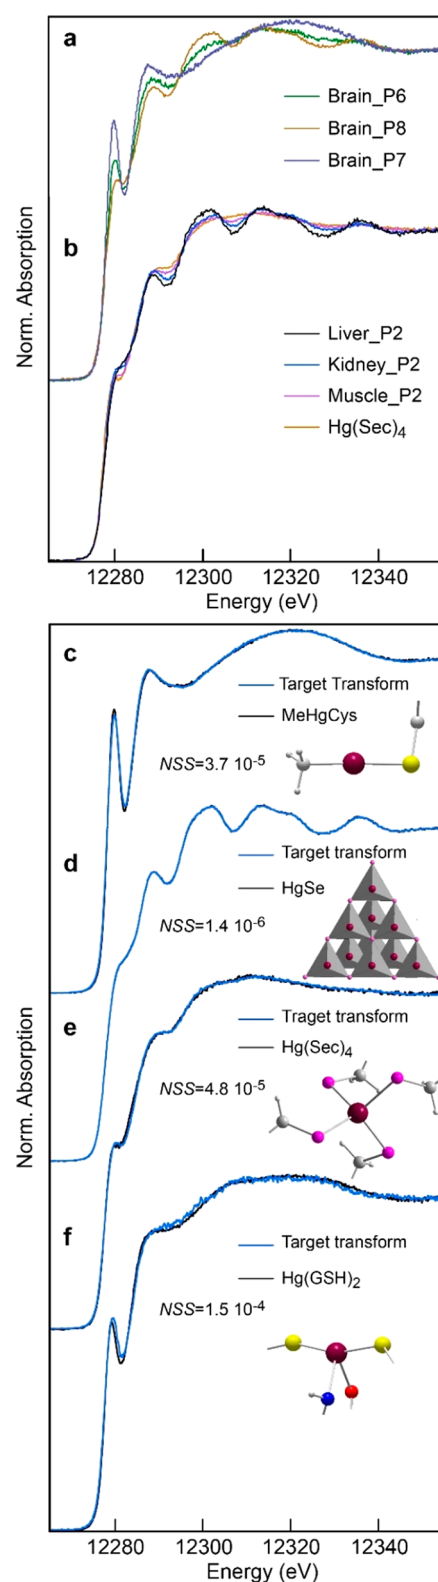 a
Brain_P6
Brain_P8
Brain_P7
b
Norm. Absorption
Liver_P2
Kidney_P2
Muscle_P2
Hg(Sec)4
12280 12300 12320 12340
Energy (eV)
c
Target Transform
MeHgCys
NSS=3.7 10-5
d
Target transform
HgSe
NSS=1.4 10-6
e
Traget transform
Hg(Sec)4
NSS=4.8 10-5
Norm. Absorption
f
Target transform
Hg(GSH)2
NSS=1.5 10-4
12280 12300 12320 12340
Energy (eV)